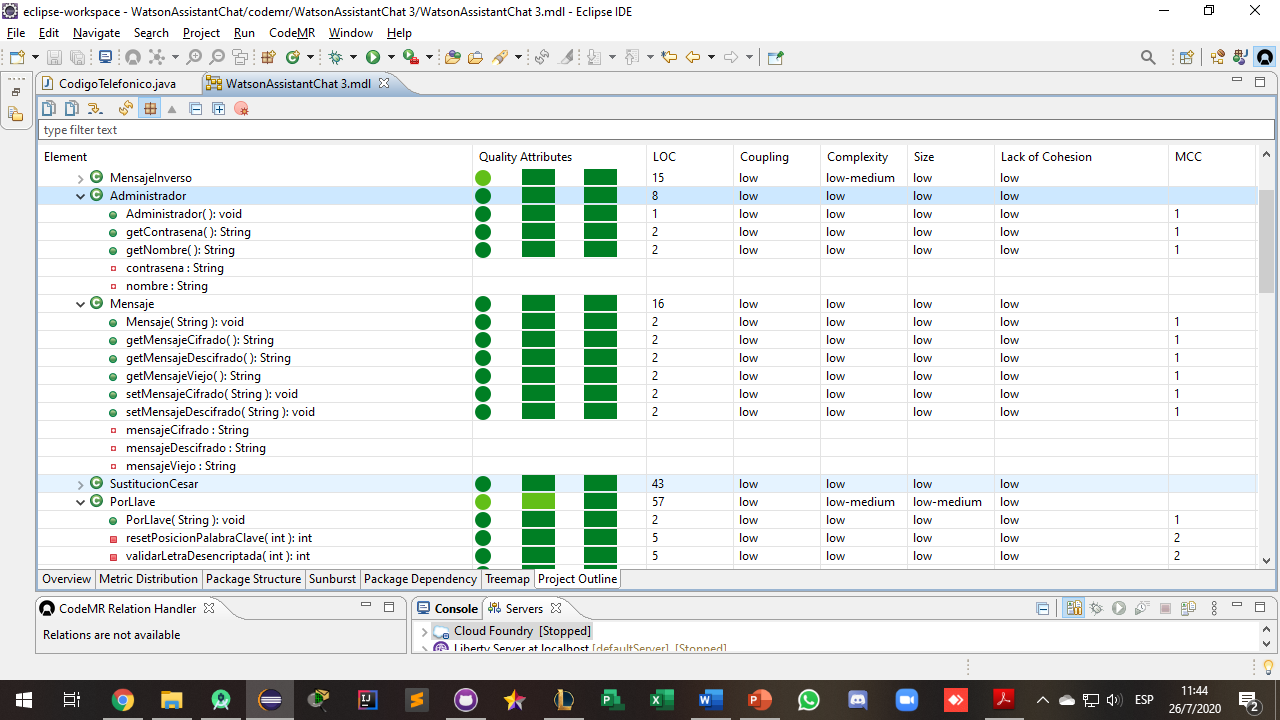 eclipse-workspace - WatsonAssistantChat/codemr/WatsonAssistantChat 3/WatsonAssistantChat 3.mdl - Eclipse IDE
File Edit Navigate Search Project Run CodeMR Window Help
CodigoTelefonico.java WatsonAssistantChat 3.mdl
type filter text
Element Quality Attributes LOC Coupling Complexity Size Lack of Cohesion MCC
MensajeInverso 15 low low-medium low low
Administrador 8 low low low low
Administrador( ): void 1 low low low low 1
getContrasena( ): String 2 low low low low 1
getNombre( ): String 2 low low low low 1
contrasena : String
nombre : String
Mensaje 16 low low low low
Mensaje( String ): void 2 low low low low 1
getMensajeCifrado( ): String 2 low low low low 1
getMensajeDescifrado( ): String 2 low low low low 1
getMensajeViejo( ): String 2 low low low low 1
setMensajeCifrado( String ): void 2 low low low low 1
setMensajeDescifrado( String ): void 2 low low low low 1
mensajeCifrado : String
mensajeDescifrado : String
mensajeViejo : String
SustitucionCesar 43 low low low low
PorLlave 57 low low-medium low-medium low
PorLlave( String ): void 2 low low low low 1
resetPosicionPalabraClave( int ): int 5 low low low low 2
validarLetraDesencriptada( int ): int 5 low low low low 2
Overview Metric Distribution Package Structure Sunburst Package Dependency Treemap Project Outline
CodeMR Relation Handler
Relations are not available
Console Servers
Cloud Foundry [Stopped]
Liberty Server at localhost [defaultServer] [Stopped]
ESP
11:44
26/7/2020
2